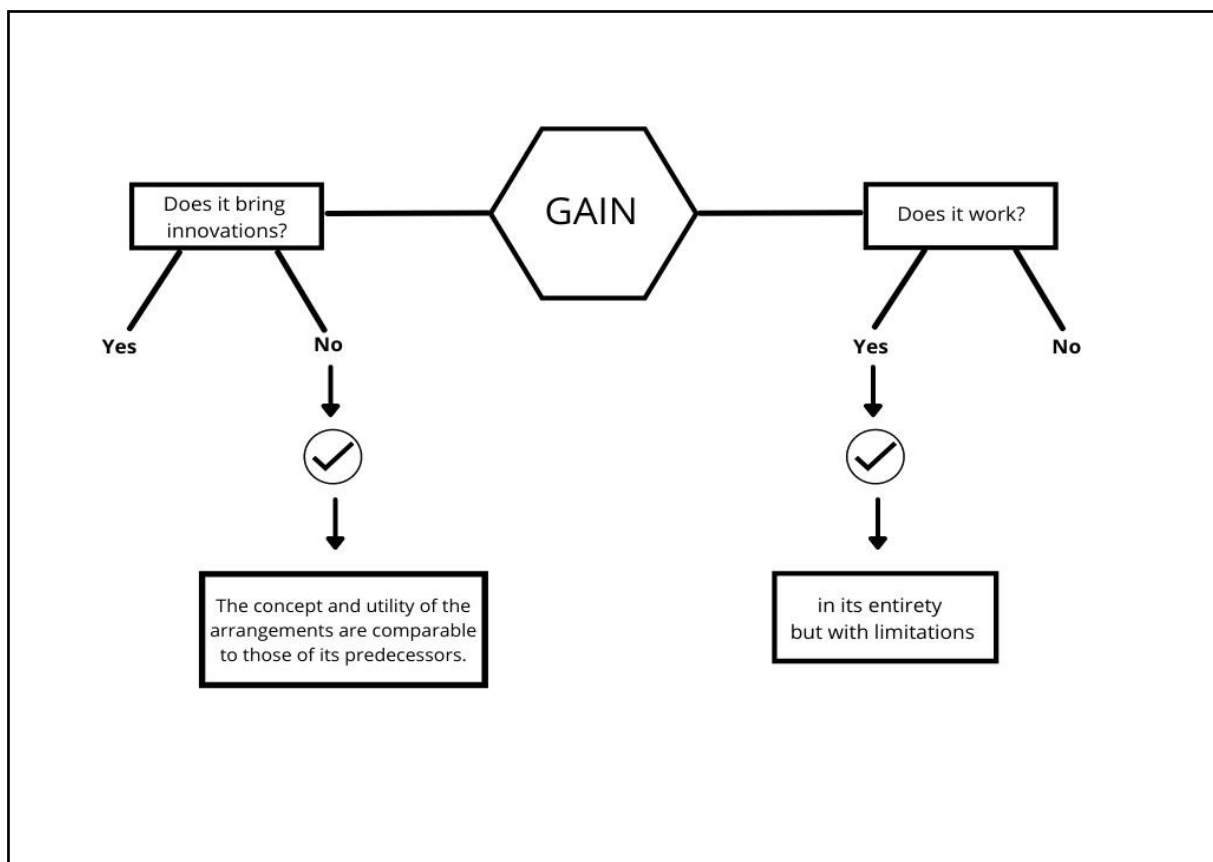 GAIN
Does it bring
innovations?
Yes
No
The concept and utility of the
arrangements are comparable
to those of its predecessors.
Does it work?
Yes
No
in its entirety
but with limitations